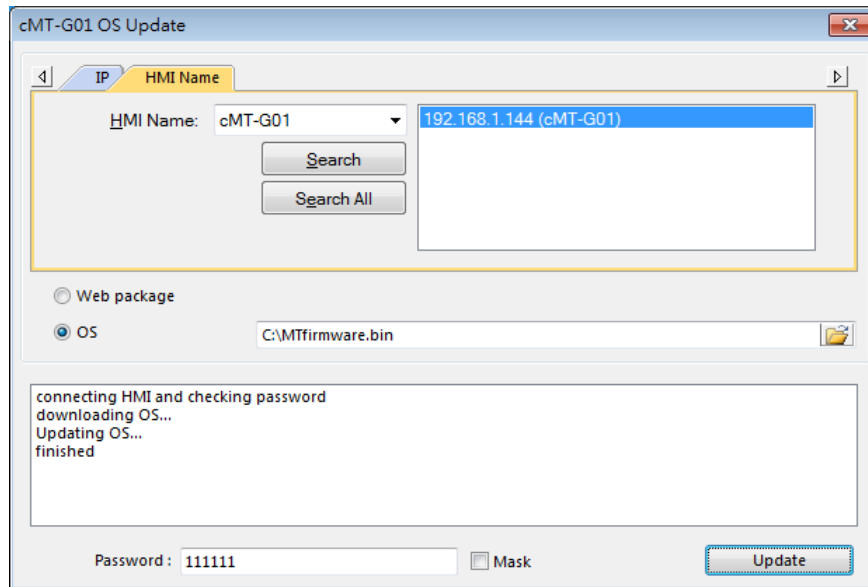 cMT-G01 OS Update
IP HMI Name
HMI Name: cMT-G01 192.168.1.144 (cMT-G01)
Search
Search All
Web package
OS C:\MTfirmware.bin
connecting HMI and checking password
downloading OS...
Updating OS...
finished
Password : 111111 Mask Update